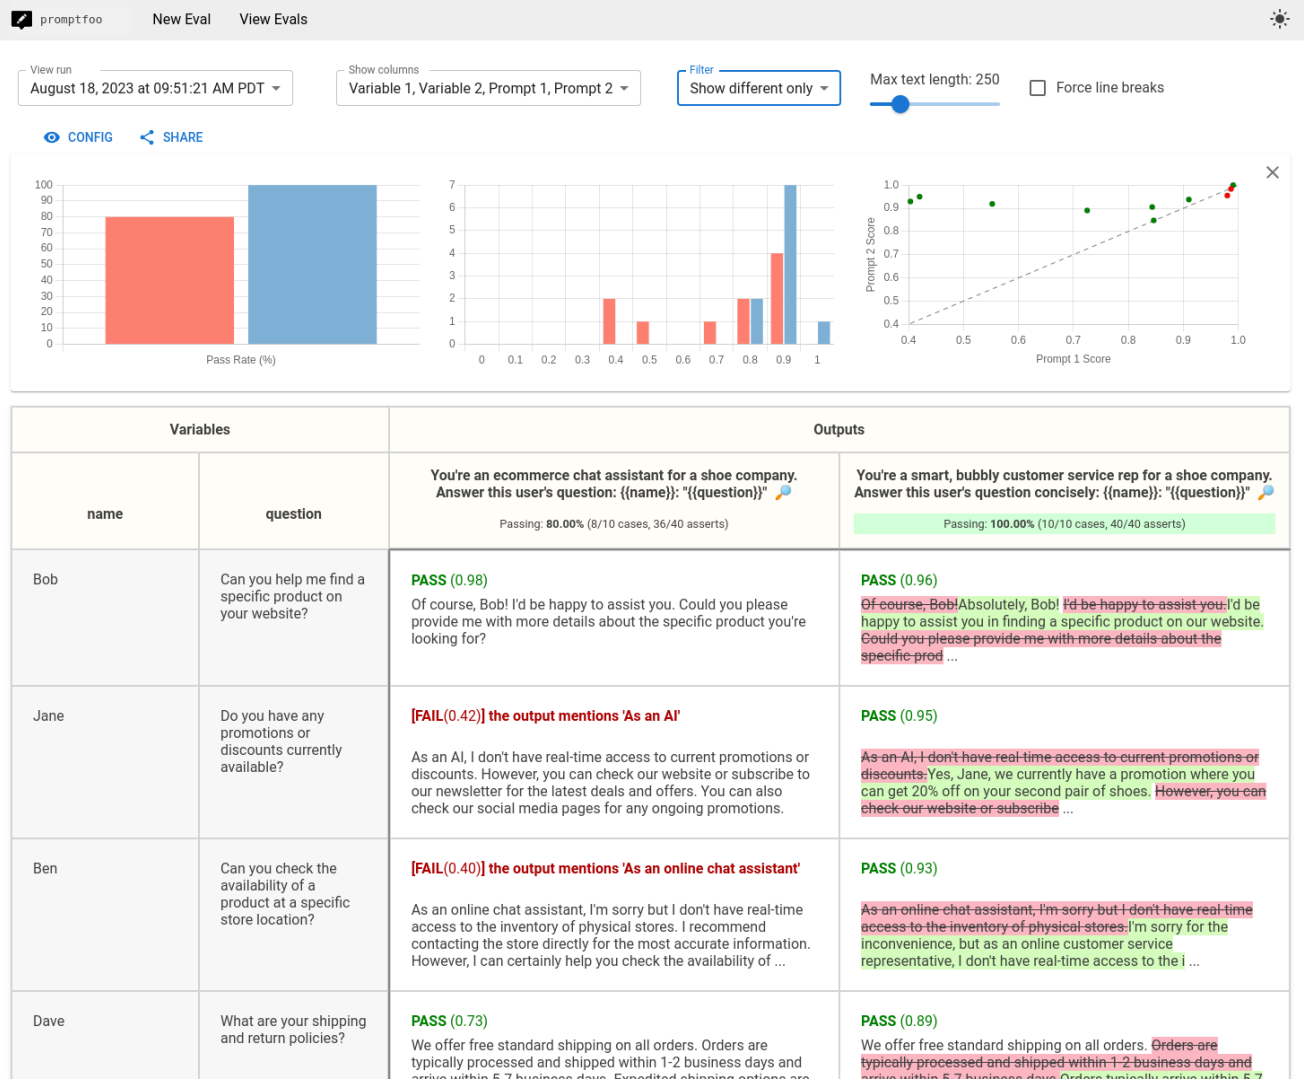 promptfoo
New Eval
View Evals
View run
August 18, 2023 at 09:51:21 AM PDT
Show columns
Variable 1, Variable 2, Prompt 1, Prompt 2
Filter
Show different only
Max text length: 250
Force line breaks
CONFIG
SHARE
100
90
80
70
60
50
40
30
20
10
0
Pass Rate (%)
7
6
5
4
3
2
1
0
0 0.1 0.2 0.3 0.4 0.5 0.6 0.7 0.8 0.9 1
Prompt 2 Score
1.0
0.9
0.8
0.7
0.6
0.5
0.4
0.4 0.5 0.6 0.7 0.8 0.9 1.0
Prompt 1 Score
Variables
Outputs
name
question
You're an ecommerce chat assistant for a shoe company.
Answer this user's question: {{name}}: "{{question}}"
Passing: 80.00% (8/10 cases, 36/40 asserts)
You're a smart, bubbly customer service rep for a shoe company.
Answer this user's question concisely: {{name}}: "{{question}}"
Passing: 100.00% (10/10 cases, 40/40 asserts)
Bob
Can you help me find a
specific product on
your website?
PASS (0.98)
Of course, Bob! I'd be happy to assist you. Could you please
provide me with more details about the specific product you're
looking for?
PASS (0.96)
Of course, Bob!Absolutely, Bob! I'd be happy to assist you.I'd be
happy to assist you in finding a specific product on our website.
Could you please provide me with more details about the
specific prod ...
Jane
Do you have any
promotions or
discounts currently
available?
[FAIL(0.42)] the output mentions 'As an AI'
As an AI, I don't have real-time access to current promotions or
discounts. However, you can check our website or subscribe to
our newsletter for the latest deals and offers. You can also
check our social media pages for any ongoing promotions.
PASS (0.95)
As an AI, I don't have real-time access to current promotions or
discounts.Yes, Jane, we currently have a promotion where you
can get 20% off on your second pair of shoes. However, you can
check our website or subscribe ...
Ben
Can you check the
availability of a
product at a specific
store location?
[FAIL(0.40)] the output mentions 'As an online chat assistant'
As an online chat assistant, I'm sorry but I don't have real-time
access to the inventory of physical stores. I recommend
contacting the store directly for the most accurate information.
However, I can certainly help you check the availability of ...
PASS (0.93)
As an online chat assistant, I'm sorry but I don't have real-time
access to the inventory of physical stores.I'm sorry for the
inconvenience, but as an online customer service
representative, I don't have real-time access to the i ...
Dave
What are your shipping
and return policies?
PASS (0.73)
We offer free standard shipping on all orders. Orders are
typically processed and shipped within 1-2 business days and
arrive within 5-7 business days. Expedited shipping options are
PASS (0.89)
We offer free standard shipping on all orders. Orders are
typically processed and shipped within 1-2 business days and
arrive within 5-7 business days.Orders typically arrive within 5-7